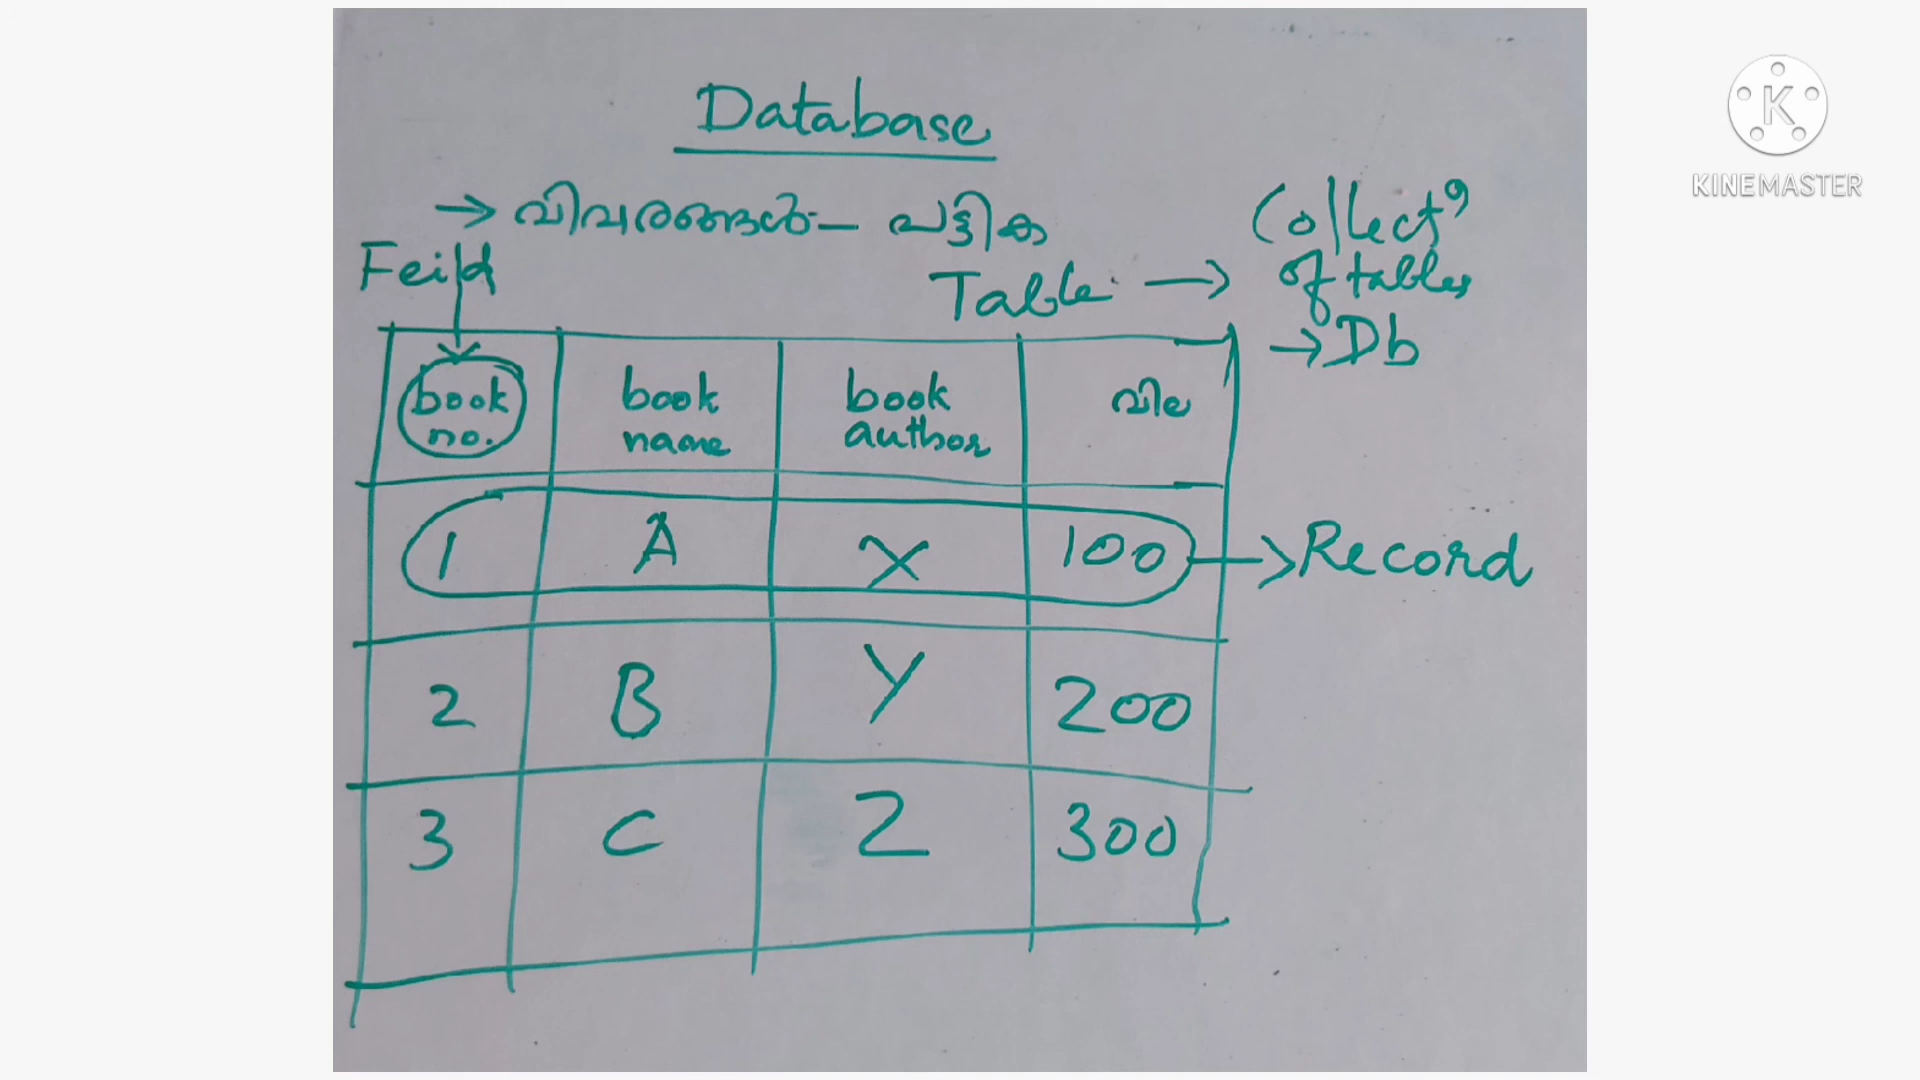 Database
→ വിവരങ്ങൾ – പട്ടിക
Feild
Table → Collectn
of tables
→ Db
book no. book name book author വില
1 A X 100 → Record
2 B Y 200
3 C Z 300
KINEMASTER